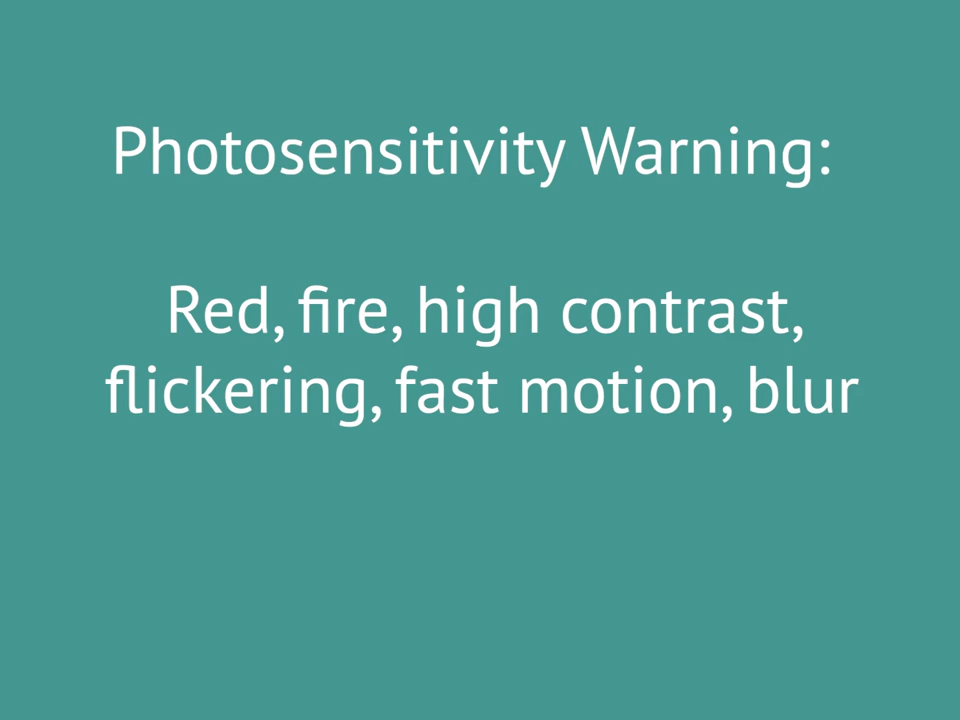 Photosensitivity Warning:
Red, fire, high contrast,
flickering, fast motion, blur